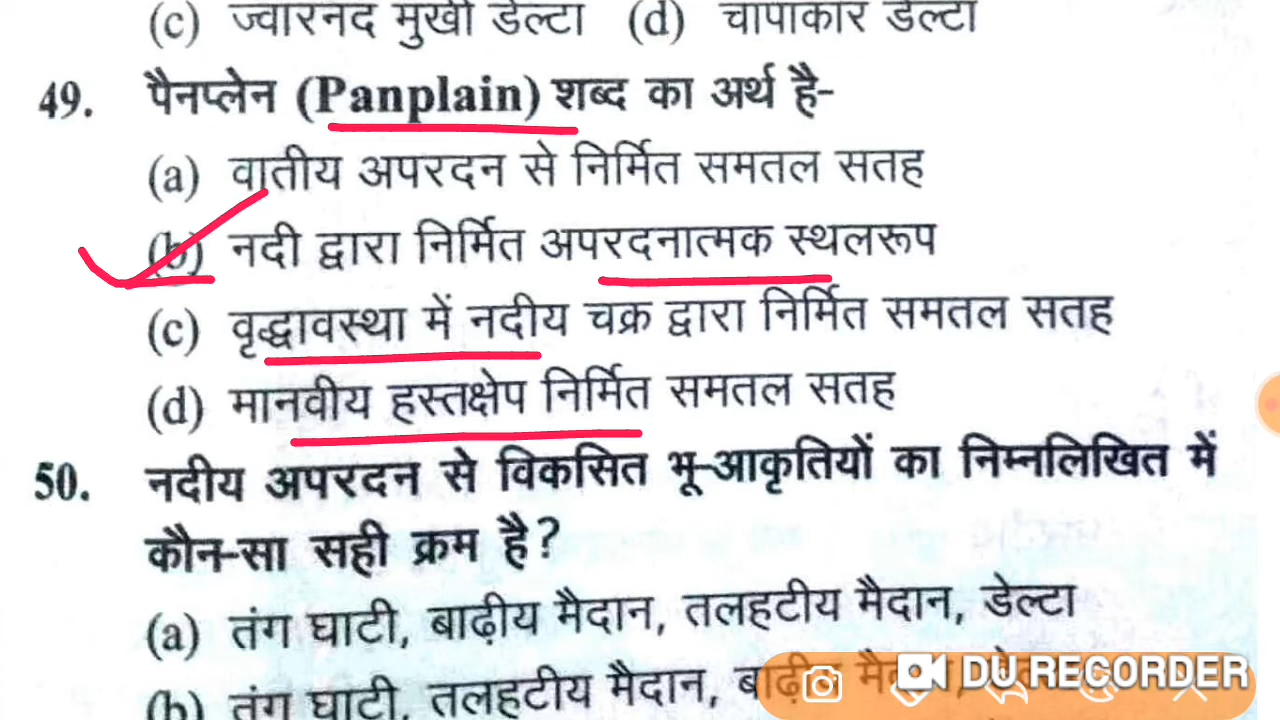 (c) ज्वारनद मुखी डेल्टा (d) चापाकार डेल्टा
49. पैनप्लेन (Panplain) शब्द का अर्थ है-
(a) वातीय अपरदन से निर्मित समतल सतह
(b) नदी द्वारा निर्मित अपरदनात्मक स्थलरूप
(c) वृद्धावस्था में नदीय चक्र द्वारा निर्मित समतल सतह
(d) मानवीय हस्तक्षेप निर्मित समतल सतह
50. नदीय अपरदन से विकसित भू-आकृतियों का निम्नलिखित में
कौन-सा सही क्रम है?
(a) तंग घाटी, बाढ़ीय मैदान, तलहटीय मैदान, डेल्टा
(b) तंग घाटी, तलहटीय मैदान, बाढ़ीय
DU RECORDER